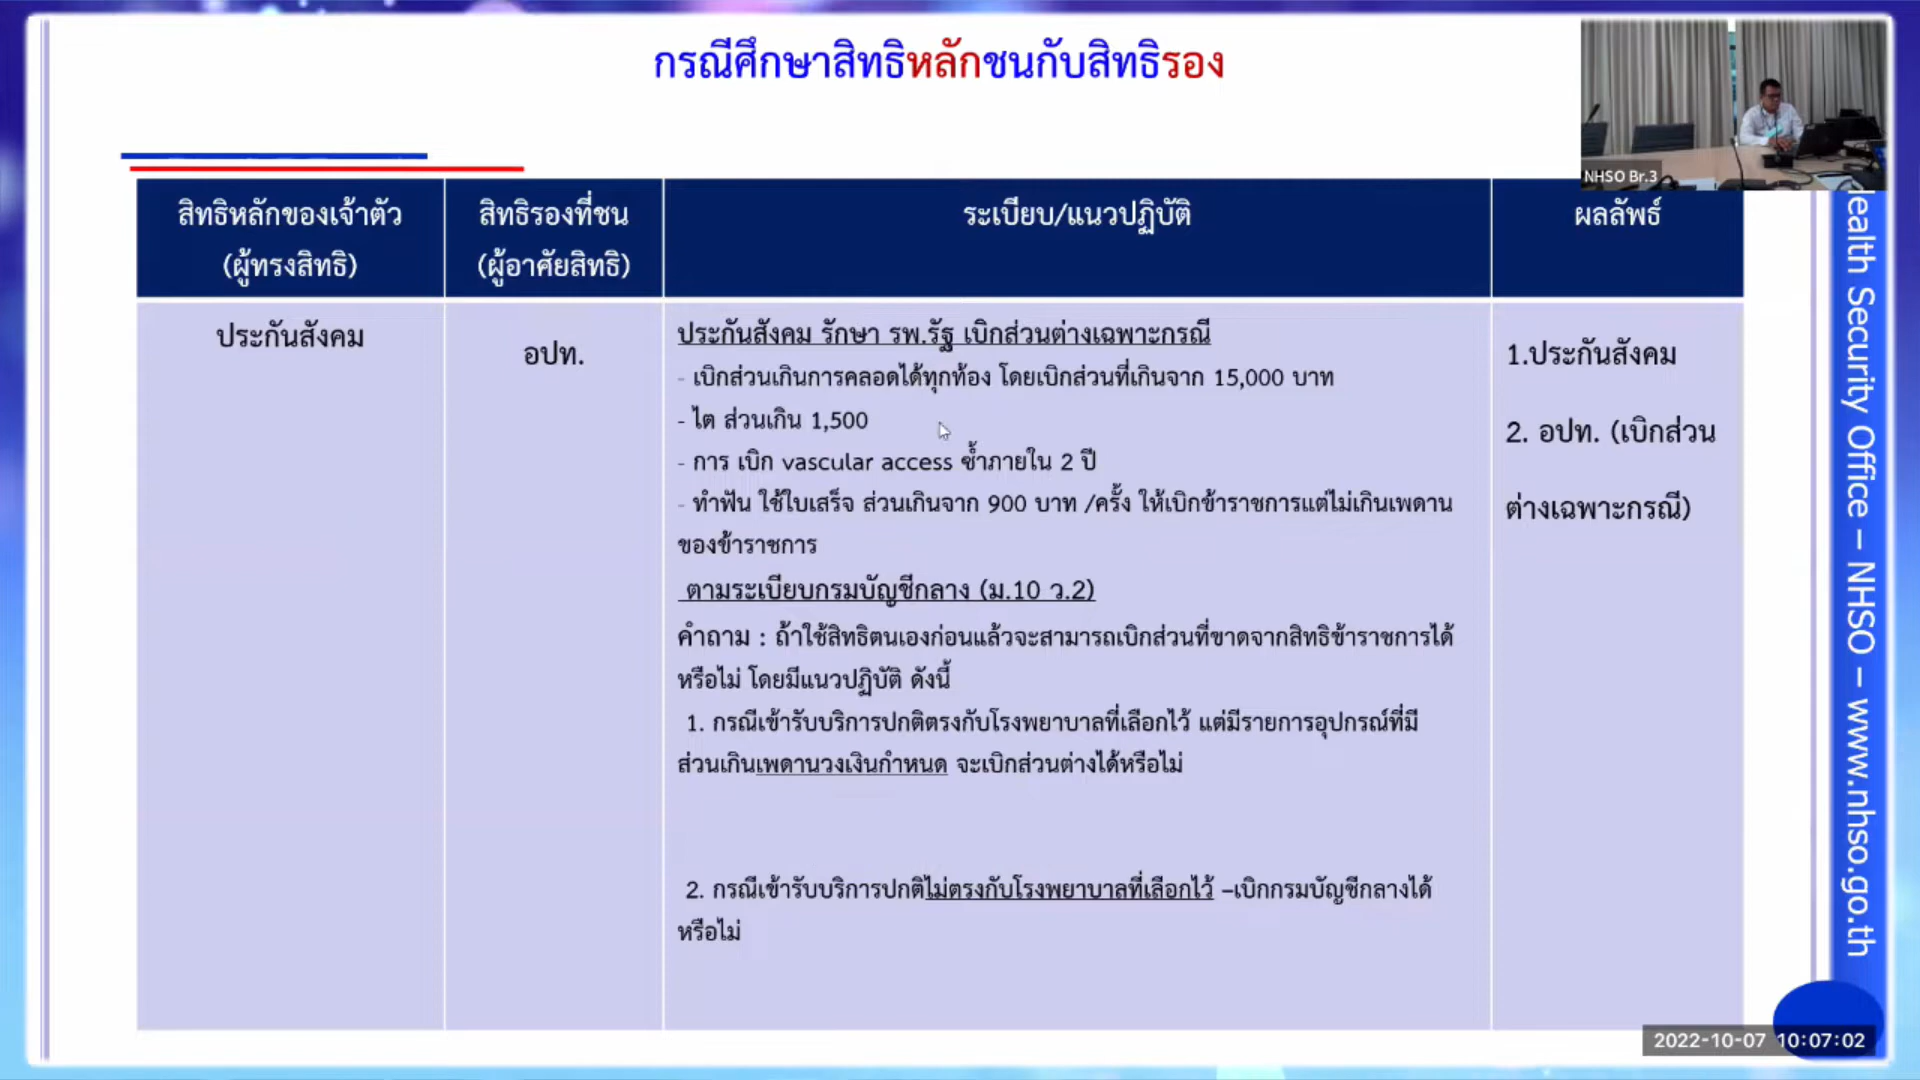 กรณีศึกษาสิทธิหลักชนกับสิทธิรอง
NHSO Br.3
สิทธิหลักของเจ้าตัว
(ผู้ทรงสิทธิ)
สิทธิรองที่ชน
(ผู้อาศัยสิทธิ)
ระเบียบ/แนวปฏิบัติ
ผลลัพธ์
ประกันสังคม
อปท.
ประกันสังคม รักษา รพ.รัฐ เบิกส่วนต่างเฉพาะกรณี
- เบิกส่วนเกินการคลอดได้ทุกท้อง โดยเบิกส่วนที่เกินจาก 15,000 บาท
- ไต ส่วนเกิน 1,500
- การ เบิก vascular access ซ้ำภายใน 2 ปี
- ทำฟัน ใช้ใบเสร็จ ส่วนเกินจาก 900 บาท /ครั้ง ให้เบิกข้าราชการแต่ไม่เกินเพดาน
ของข้าราชการ
ตามระเบียบกรมบัญชีกลาง (ม.10 ว.2)
คำถาม : ถ้าใช้สิทธิตนเองก่อนแล้วจะสามารถเบิกส่วนที่ขาดจากสิทธิข้าราชการได้
หรือไม่ โดยมีแนวปฏิบัติ ดังนี้
1. กรณีเข้ารับบริการปกติตรงกับโรงพยาบาลที่เลือกไว้ แต่มีรายการอุปกรณ์ที่มี
ส่วนเกินเพดานวงเงินกำหนด จะเบิกส่วนต่างได้หรือไม่
2. กรณีเข้ารับบริการปกติไม่ตรงกับโรงพยาบาลที่เลือกไว้ –เบิกกรมบัญชีกลางได้
หรือไม่
1.ประกันสังคม
2. อปท. (เบิกส่วน
ต่างเฉพาะกรณี)
ealth Security Office – NHSO – www.nhso.go.th
2022-10-07 10:07:02